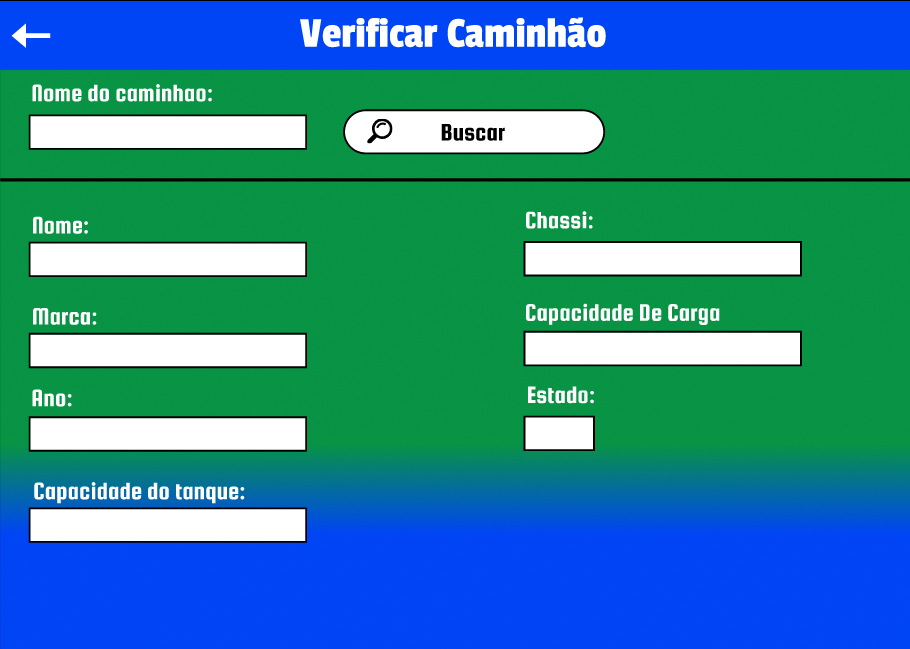 Verificar Caminhão
Nome do caminhao:
Buscar
Nome:
Chassi:
Marca:
Capacidade De Carga
Ano:
Estado:
Capacidade do tanque: